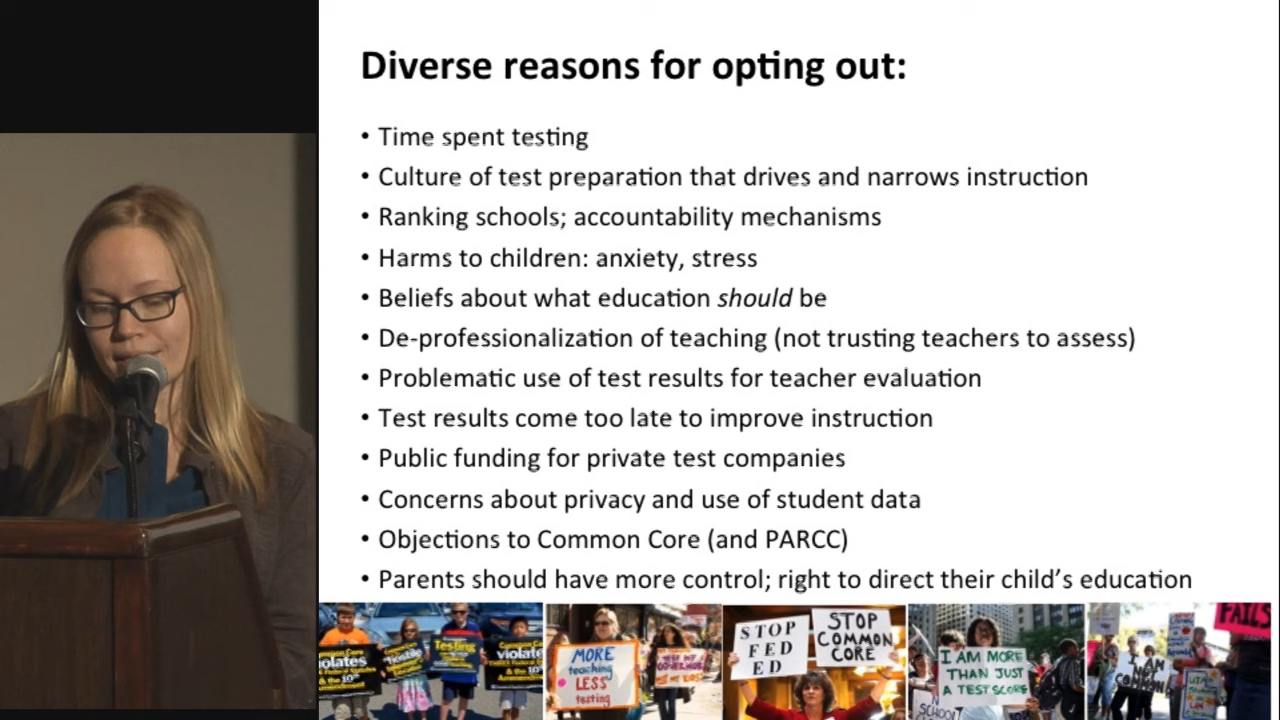 Diverse reasons for opting out:
• Time spent testing
• Culture of test preparation that drives and narrows instruction
• Ranking schools; accountability mechanisms
• Harms to children: anxiety, stress
• Beliefs about what education should be
• De-professionalization of teaching (not trusting teachers to assess)
• Problematic use of test results for teacher evaluation
• Test results come too late to improve instruction
• Public funding for private test companies
• Concerns about privacy and use of student data
• Objections to Common Core (and PARCC)
• Parents should have more control; right to direct their child's education
Testing
MORE
teaching
LESS
testing
STOP
FED
ED
STOP
COMMON
CORE
I AM MORE
THAN JUST
A TEST SCORE
SCHOOL
I AM
FAILS